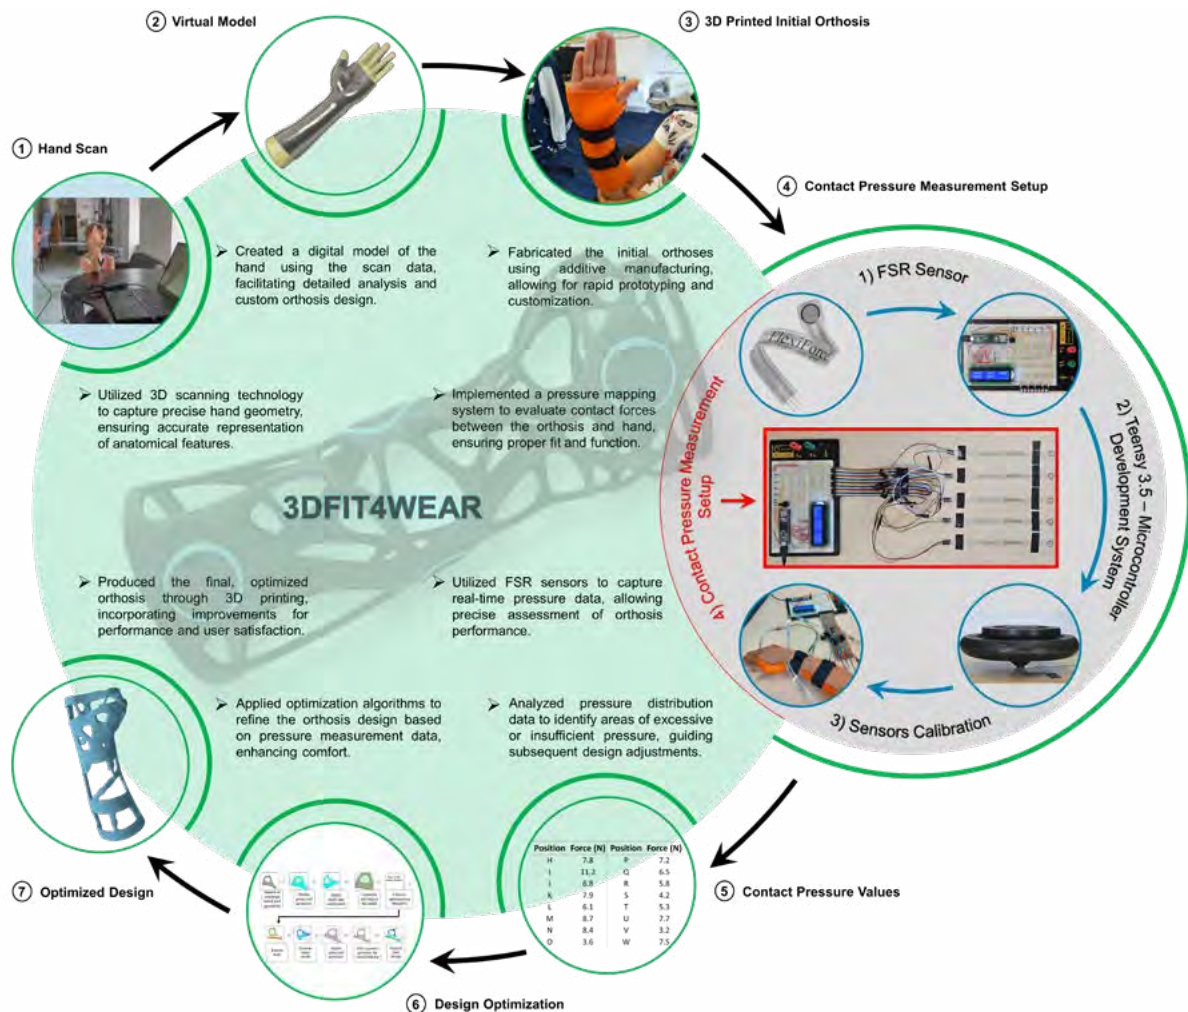 ② Virtual Model
③ 3D Printed Initial Orthosis
① Hand Scan
④ Contact Pressure Measurement Setup
➢ Created a digital model of the
hand using the scan data,
facilitating detailed analysis and
custom orthosis design.
➢ Fabricated the initial orthoses
using additive manufacturing,
allowing for rapid prototyping and
customization.
➢ Utilized 3D scanning technology
to capture precise hand geometry,
ensuring accurate representation
of anatomical features.
➢ Implemented a pressure mapping
system to evaluate contact forces
between the orthosis and hand,
ensuring proper fit and function.
3DFIT4WEAR
➢ Produced the final, optimized
orthosis through 3D printing,
incorporating improvements for
performance and user satisfaction.
➢ Utilized FSR sensors to capture
real-time pressure data, allowing
precise assessment of orthosis
performance.
➢ Applied optimization algorithms to
refine the orthosis design based
on pressure measurement data,
enhancing comfort.
➢ Analyzed pressure distribution
data to identify areas of excessive
or insufficient pressure, guiding
subsequent design adjustments.
1) FSR Sensor
FlexiForce
2) Teensy 3.5 – Microcontroller
Development System
3) Sensors Calibration
4) Contact Pressure Measurement
Setup
⑤ Contact Pressure Values
Position Force (N) Position Force (N)
H 7.8 P 7.2
I 11.2 Q 6.5
J 6.8 R 5.8
K 7.9 S 4.2
L 6.1 T 5.3
M 8.7 U 7.7
N 8.4 V 3.2
O 3.6 W 7.5
⑥ Design Optimization
⑦ Optimized Design